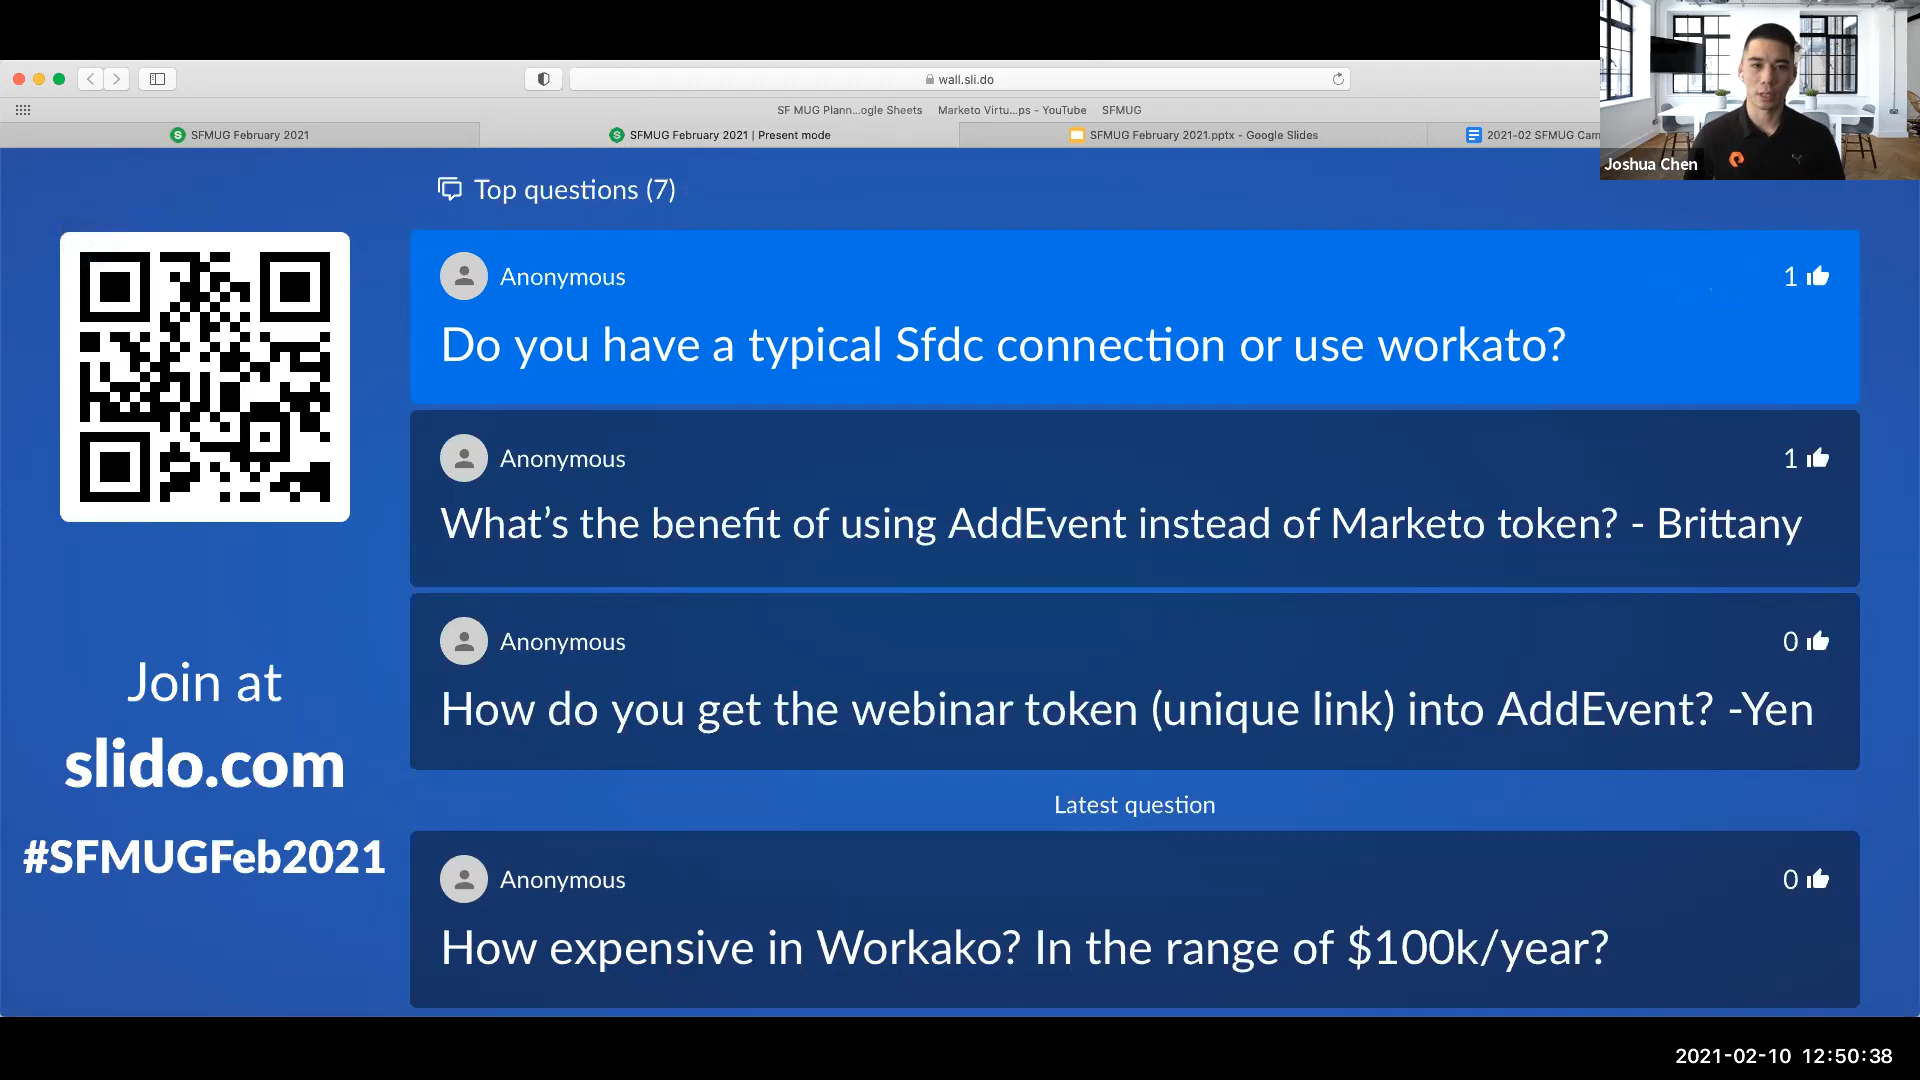 wall.sli.do
SF MUG Plann...ogle Sheets Marketo Virtu...ps - YouTube SFMUG
SFMUG February 2021
SFMUG February 2021 | Present mode
SFMUG February 2021.pptx - Google Slides
2021-02 SFMUG Cam
Joshua Chen
Top questions (7)
Anonymous
1
Do you have a typical Sfdc connection or use workato?
Anonymous
1
What’s the benefit of using AddEvent instead of Marketo token? - Brittany
Anonymous
0
How do you get the webinar token (unique link) into AddEvent? -Yen
Latest question
Anonymous
0
How expensive in Workako? In the range of $100k/year?
Join at
slido.com
#SFMUGFeb2021
2021-02-10 12:50:38